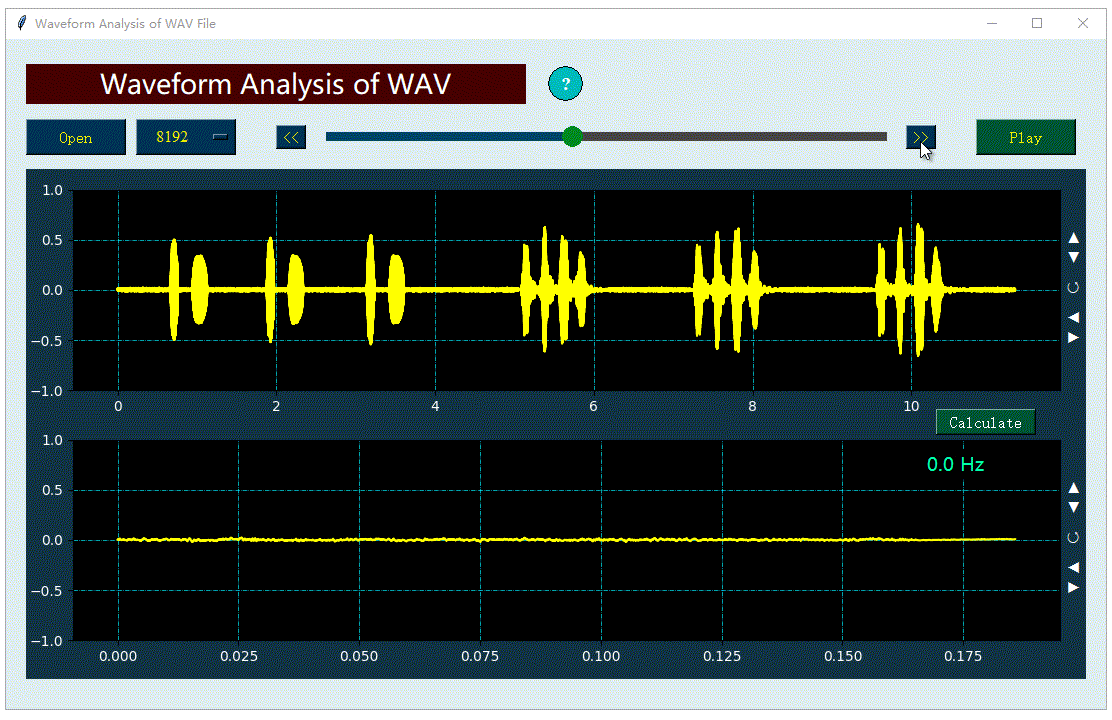 Waveform Analysis of WAV File
Waveform Analysis of WAV
?
Open
8192
<<
>>
Play
1.0
0.5
0.0
−0.5
−1.0
0 2 4 6 8 10
Calculate
0.0 Hz
1.0
0.5
0.0
−0.5
−1.0
0.000 0.025 0.050 0.075 0.100 0.125 0.150 0.175